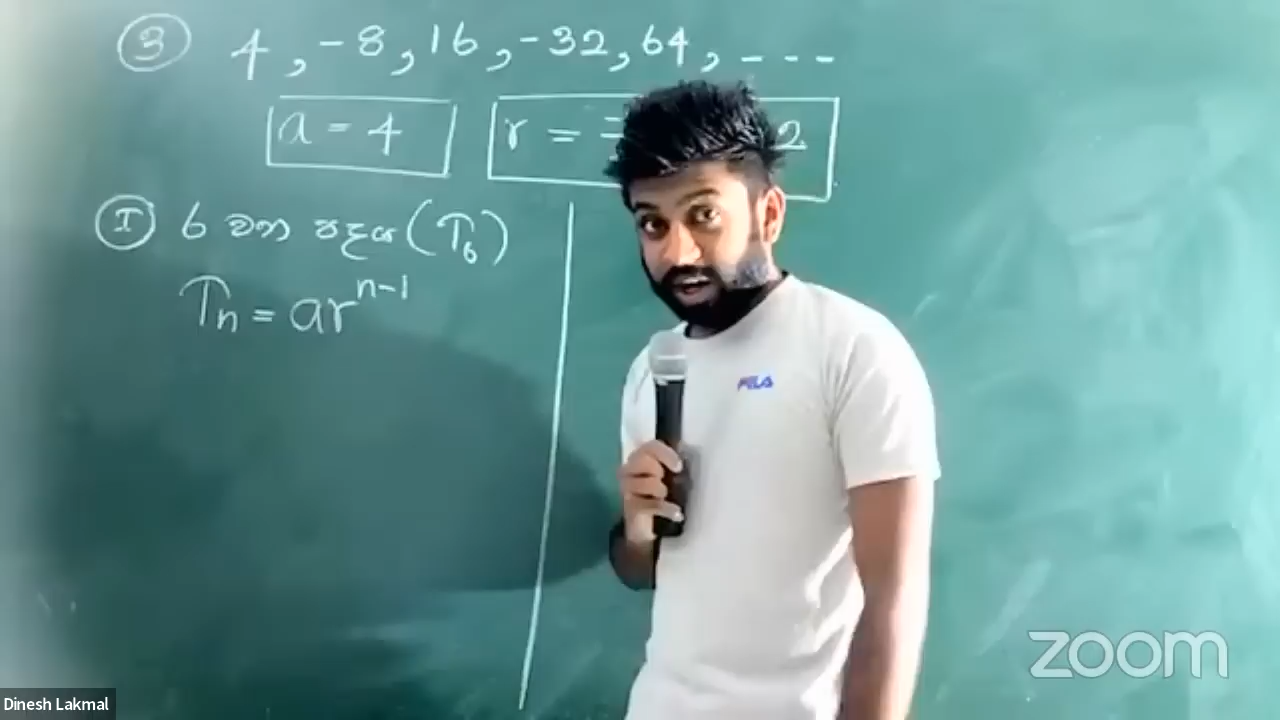 ③ 4, -8, 16, -32, 64, ---
a = 4
r = 2
Ⓘ 6 වන පදය (T₆)
Tn = ar^(n-1)
FILA
zoom
Dinesh Lakmal